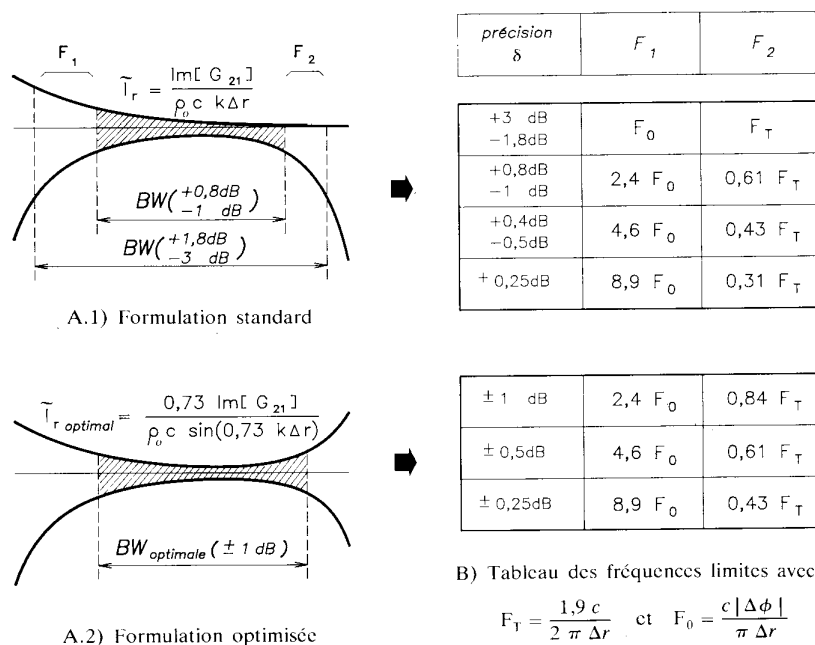 F₁ F₂
Ĩᵣ = Im[ G₂₁] / ρ₀ c kΔr
BW(+0,8dB −1 dB)
BW(+1,8dB −3 dB)
A.1) Formulation standard
Ĩᵣ optimal = 0,73 Im[ G₂₁] / ρ₀ c sin(0,73 kΔr)
BW optimale (± 1 dB)
A.2) Formulation optimisée
précision δ F₁ F₂
+3 dB −1,8dB F₀ F_T
+0,8dB −1 dB 2,4 F₀ 0,61 F_T
+0,4dB −0,5dB 4,6 F₀ 0,43 F_T
+ 0,25dB 8,9 F₀ 0,31 F_T
± 1 dB 2,4 F₀ 0,84 F_T
± 0,5dB 4,6 F₀ 0,61 F_T
± 0,25dB 8,9 F₀ 0,43 F_T
B) Tableau des fréquences limites avec
F_T = 1,9 c / 2 π Δr et F₀ = c|Δϕ| / π Δr